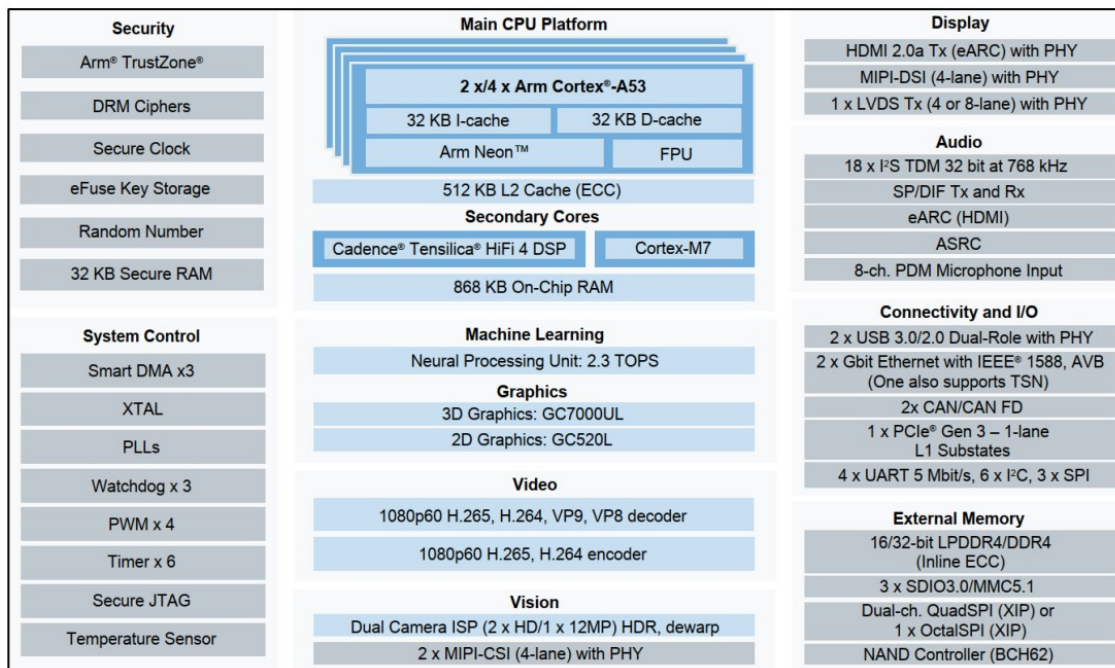 Security
Arm® TrustZone®
DRM Ciphers
Secure Clock
eFuse Key Storage
Random Number
32 KB Secure RAM
System Control
Smart DMA x3
XTAL
PLLs
Watchdog x 3
PWM x 4
Timer x 6
Secure JTAG
Temperature Sensor
Main CPU Platform
2 x/4 x Arm Cortex®-A53
32 KB I-cache
32 KB D-cache
Arm Neon™
FPU
512 KB L2 Cache (ECC)
Secondary Cores
Cadence® Tensilica® HiFi 4 DSP
Cortex-M7
868 KB On-Chip RAM
Machine Learning
Neural Processing Unit: 2.3 TOPS
Graphics
3D Graphics: GC7000UL
2D Graphics: GC520L
Video
1080p60 H.265, H.264, VP9, VP8 decoder
1080p60 H.265, H.264 encoder
Vision
Dual Camera ISP (2 x HD/1 x 12MP) HDR, dewarp
2 x MIPI-CSI (4-lane) with PHY
Display
HDMI 2.0a Tx (eARC) with PHY
MIPI-DSI (4-lane) with PHY
1 x LVDS Tx (4 or 8-lane) with PHY
Audio
18 x I²S TDM 32 bit at 768 kHz
SP/DIF Tx and Rx
eARC (HDMI)
ASRC
8-ch. PDM Microphone Input
Connectivity and I/O
2 x USB 3.0/2.0 Dual-Role with PHY
2 x Gbit Ethernet with IEEE® 1588, AVB
(One also supports TSN)
2x CAN/CAN FD
1 x PCIe® Gen 3 – 1-lane
L1 Substates
4 x UART 5 Mbit/s, 6 x I²C, 3 x SPI
External Memory
16/32-bit LPDDR4/DDR4
(Inline ECC)
3 x SDIO3.0/MMC5.1
Dual-ch. QuadSPI (XIP) or
1 x OctalSPI (XIP)
NAND Controller (BCH62)